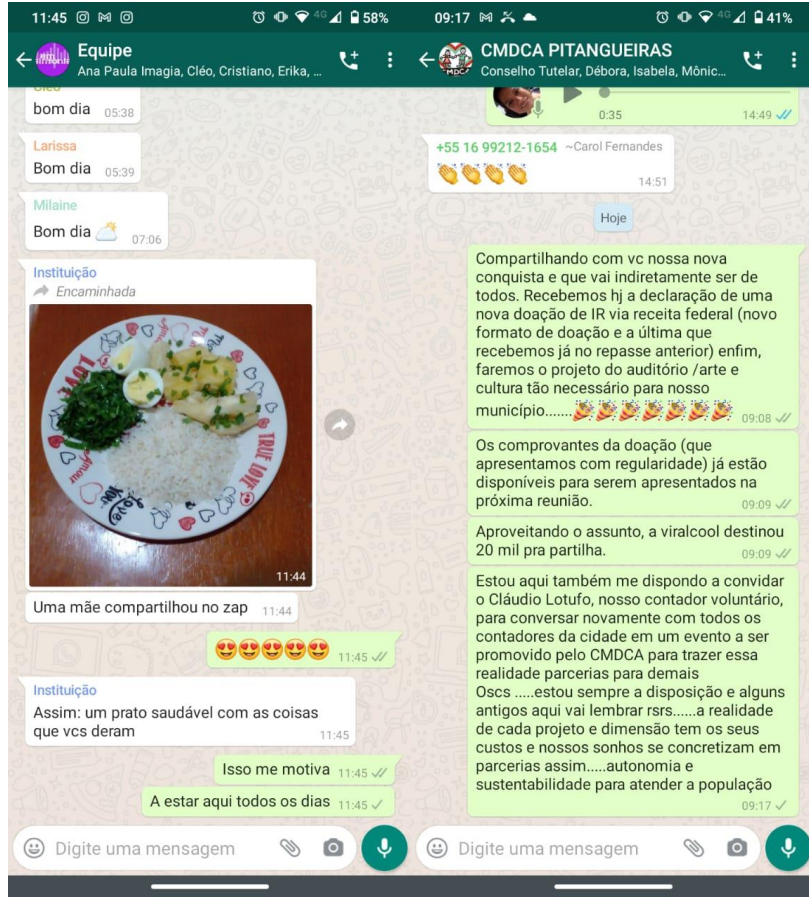 11:45
4G
58%
Equipe
Ana Paula Imagia, Cléo, Cristiano, Erika, ...
Cléo
bom dia 05:38
Larissa
Bom dia 05:39
Milaine
Bom dia 07:06
Instituição
Encaminhada
LOVE
TRUE LOVE
Amour
Love
You
11:44
Uma mãe compartilhou no zap 11:44
11:45
Instituição
Assim: um prato saudável com as coisas
que vcs deram 11:45
Isso me motiva 11:45
A estar aqui todos os dias 11:45
Digite uma mensagem
09:17
4G
41%
MDC
CMDCA PITANGUEIRAS
Conselho Tutelar, Débora, Isabela, Mônic...
0:35 14:49
+55 16 99212-1654 ~Carol Fernandes
👏👏👏👏
14:51
Hoje
Compartilhando com vc nossa nova
conquista e que vai indiretamente ser de
todos. Recebemos hj a declaração de uma
nova doação de IR via receita federal (novo
formato de doação e a última que
recebemos já no repasse anterior) enfim,
faremos o projeto do auditório /arte e
cultura tão necessário para nosso
município.......🎉🎉🎉🎉🎉🎉🎉 09:08
Os comprovantes da doação (que
apresentamos com regularidade) já estão
disponíveis para serem apresentados na
próxima reunião. 09:09
Aproveitando o assunto, a viralcool destinou
20 mil pra partilha. 09:09
Estou aqui também me dispondo a convidar
o Cláudio Lotufo, nosso contador voluntário,
para conversar novamente com todos os
contadores da cidade em um evento a ser
promovido pelo CMDCA para trazer essa
realidade parcerias para demais
Oscs .....estou sempre a disposição e alguns
antigos aqui vai lembrar rsrs......a realidade
de cada projeto e dimensão tem os seus
custos e nossos sonhos se concretizam em
parcerias assim.....autonomia e
sustentabilidade para atender a população
09:17
Digite uma mensagem